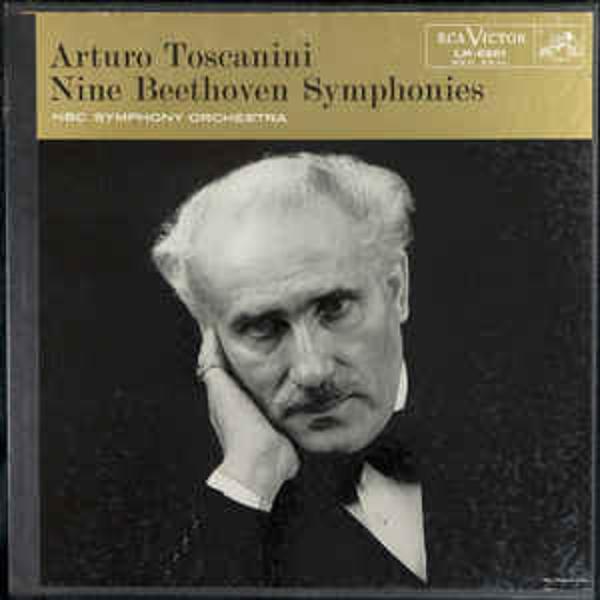 Arturo Toscanini
Nine Beethoven Symphonies
NBC SYMPHONY ORCHESTRA
RCA VICTOR